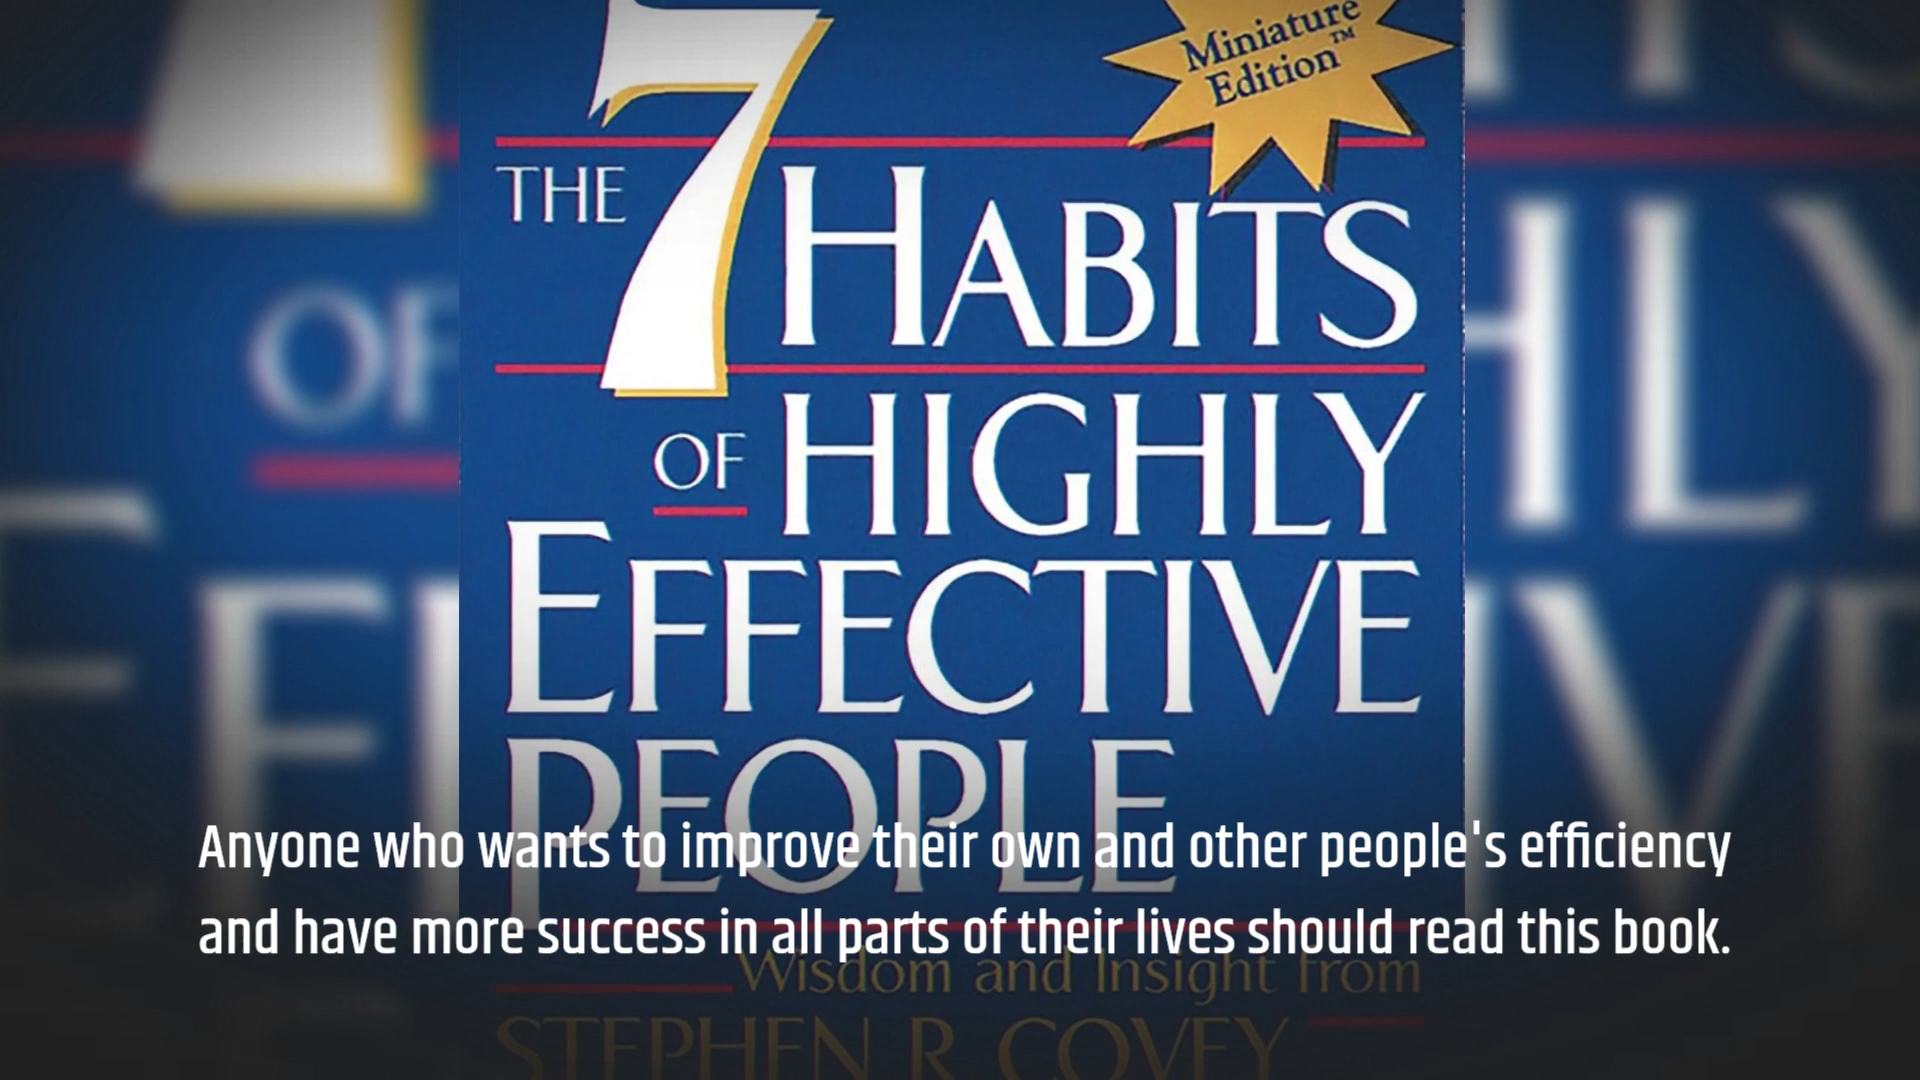 Miniature
Edition™
THE 7 HABITS
OF HIGHLY
EFFECTIVE
PEOPLE
Anyone who wants to improve their own and other people's efficiency
and have more success in all parts of their lives should read this book.
Wisdom and Insight from
STEPHEN R. COVEY